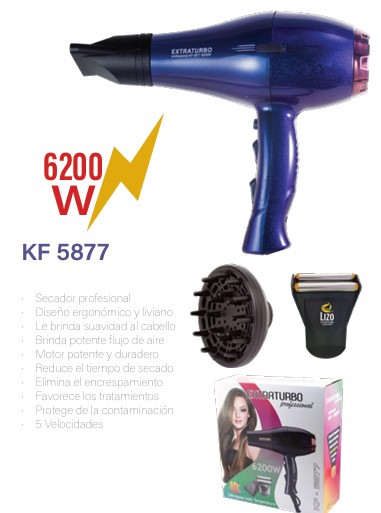 EXTRATURBO
6200
W
KF 5877
· Secador profesional
· Diseño ergonómico y liviano
· Le brinda suavidad al cabello
· Brinda potente flujo de aire
· Motor potente y duradero
· Reduce el tiempo de secado
· Elimina el encrespamiento
· Favorece los tratamientos
· Protege de la contaminación
· 5 Velocidades
LIZO
EXTRATURBO
professional
6200W
KF - 5877